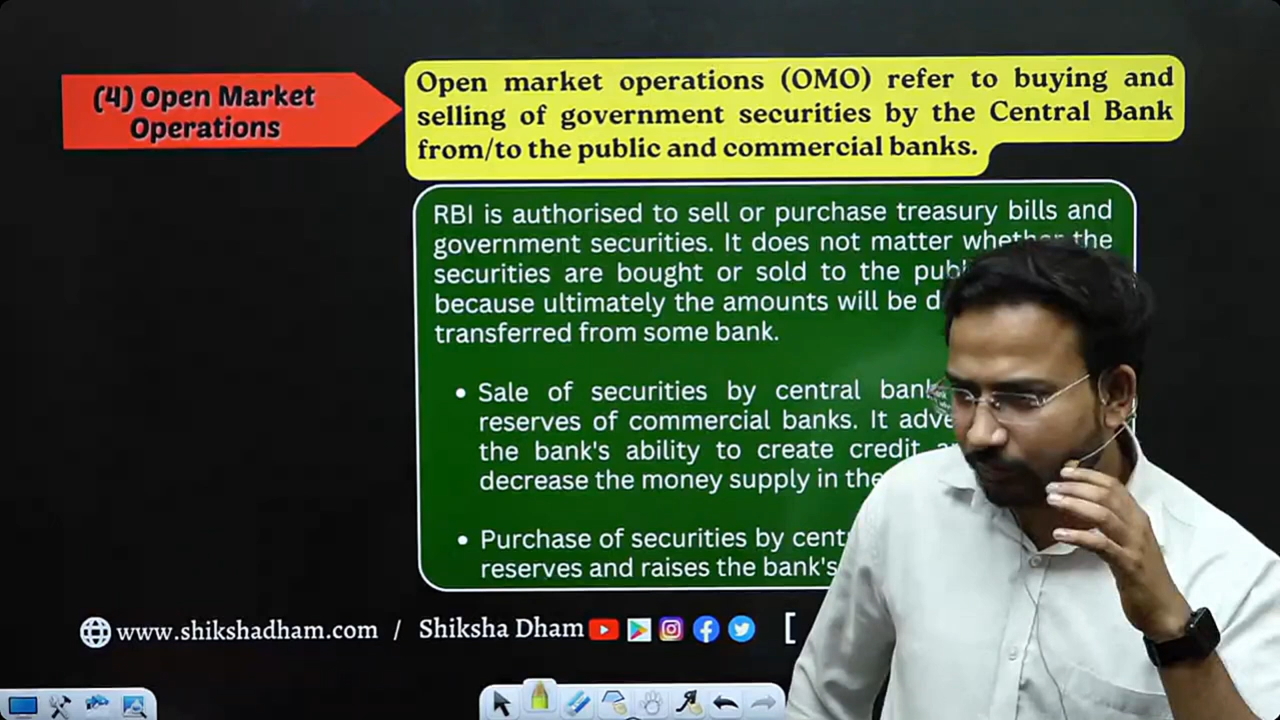 (4) Open Market
Operations
Open market operations (OMO) refer to buying and
selling of government securities by the Central Bank
from/to the public and commercial banks.
RBI is authorised to sell or purchase treasury bills and
government securities. It does not matter whether the
securities are bought or sold to the
because ultimately the amounts will be
transferred from some bank.
• Sale of securities by central
reserves of commercial banks. It
the bank's ability to create credit
decrease the money supply in the
• Purchase of securities by
reserves and raises the bank's
www.shikshadham.com / Shiksha Dham [